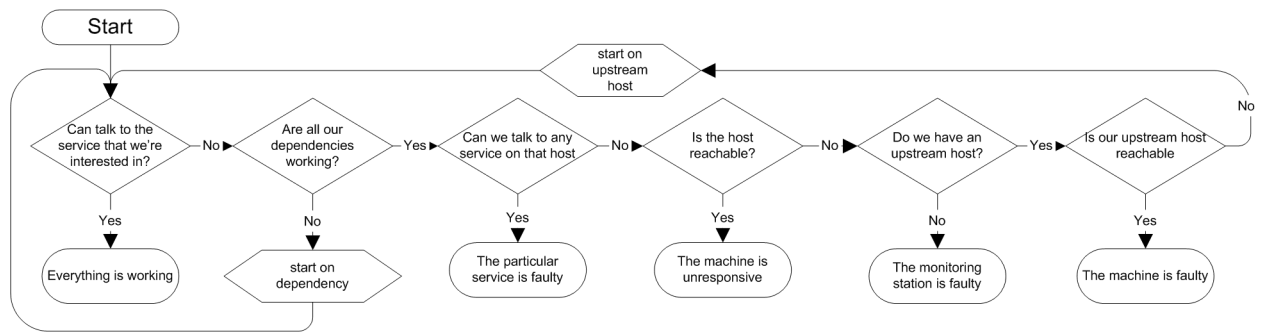 Start
start on
upstream
host
No
Can talk to the
service that we're
interested in?
No
Are all our
dependencies
working?
Yes
Can we talk to any
service on that host
No
Is the host
reachable?
No
Do we have an
upstream host?
Yes
Is our upstream host
reachable
Yes
No
Yes
Yes
No
Yes
Everything is working
start on
dependency
The particular
service is faulty
The machine is
unresponsive
The monitoring
station is faulty
The machine is faulty